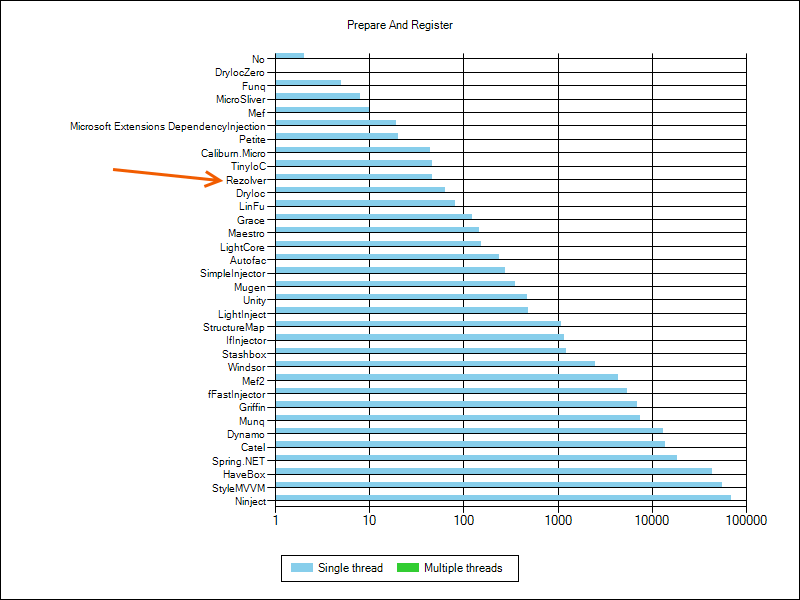 Prepare And Register
No
DryIocZero
Funq
MicroSliver
Mef
Microsoft Extensions DependencyInjection
Petite
Caliburn.Micro
TinyIoC
Rezolver
DryIoc
LinFu
Grace
Maestro
LightCore
Autofac
SimpleInjector
Mugen
Unity
LightInject
StructureMap
IfInjector
Stashbox
Windsor
Mef2
fFastInjector
Griffin
Munq
Dynamo
Catel
Spring.NET
HaveBox
StyleMVVM
Ninject
1 10 100 1000 10000 100000
Single thread Multiple threads